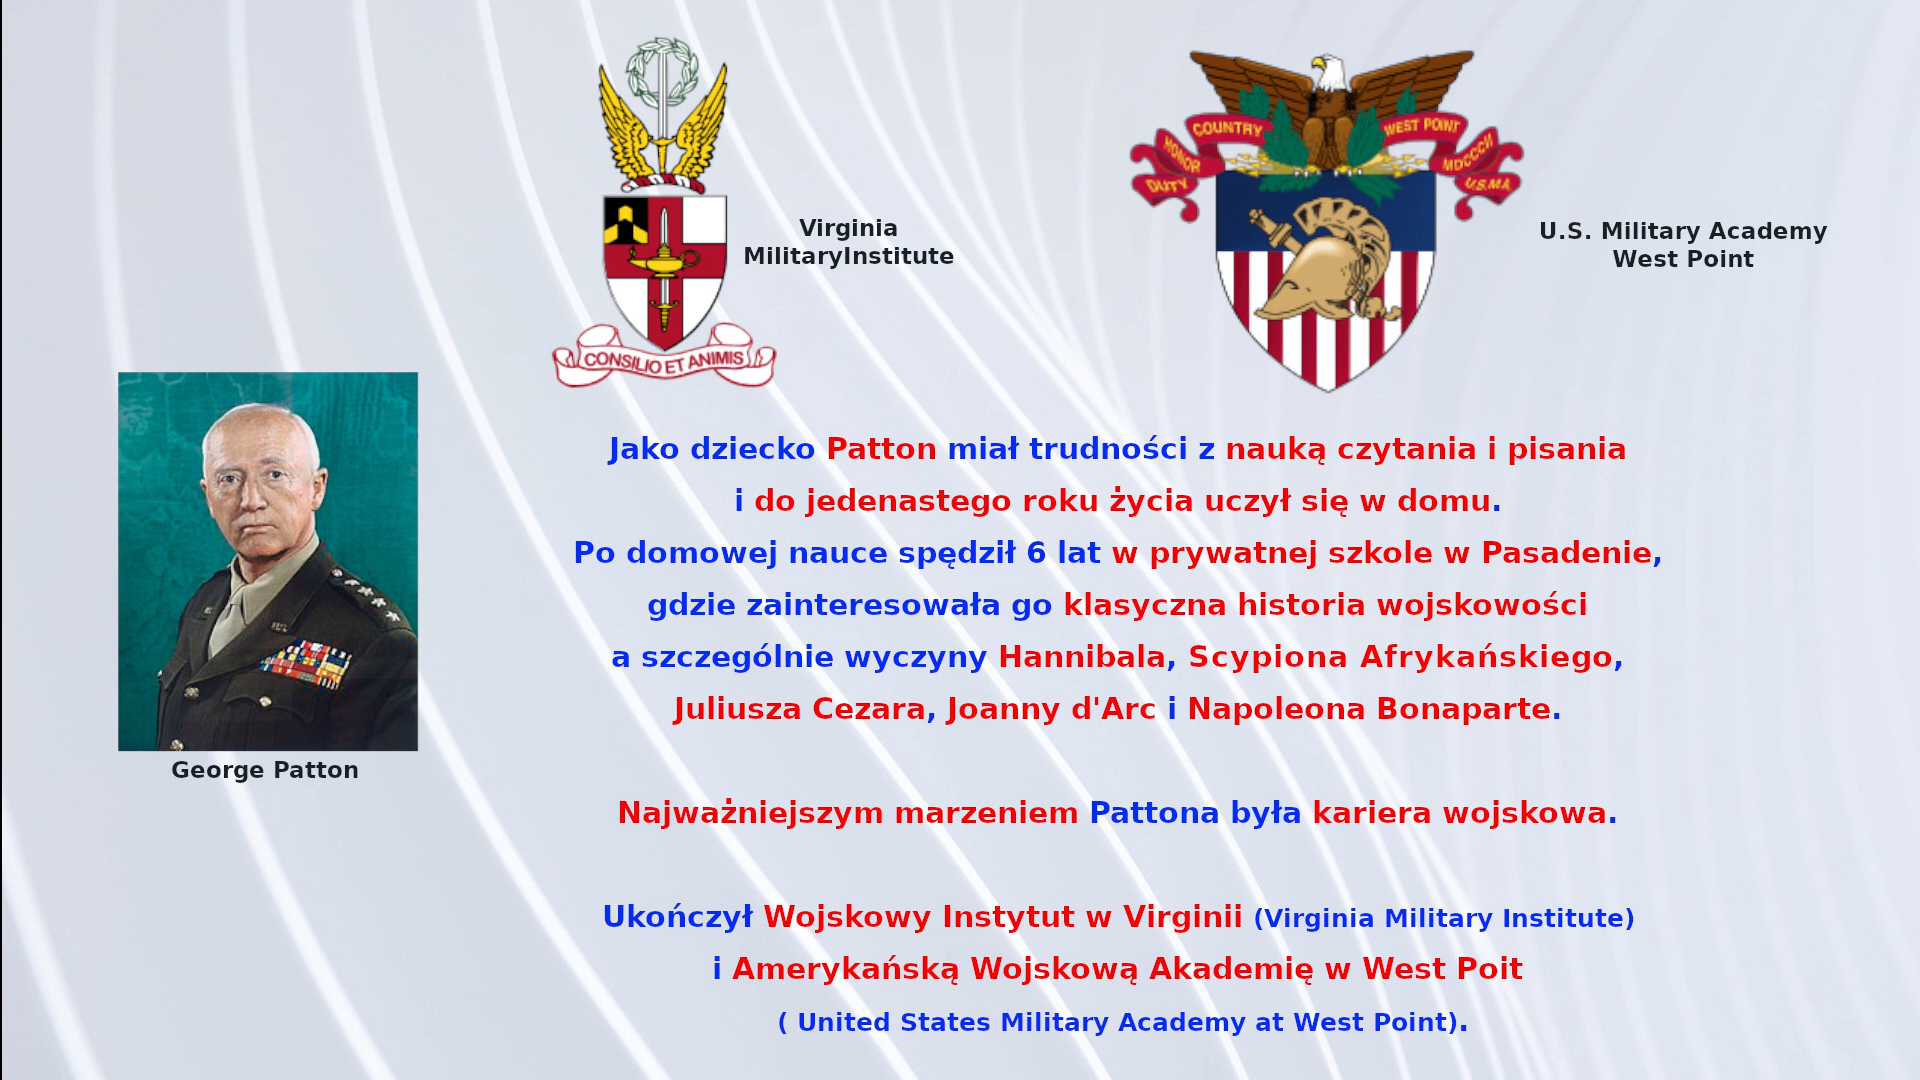 COUNTRY
WEST POINT
HONOR
MDCCCII
DUTY
U.S.M.A
Virginia
MilitaryInstitute
U.S. Military Academy
West Point
CONSILIO ET ANIMIS
Jako dziecko Patton miał trudności z nauką czytania i pisania
i do jedenastego roku życia uczył się w domu.
Po domowej nauce spędził 6 lat w prywatnej szkole w Pasadenie,
gdzie zainteresowała go klasyczna historia wojskowości
a szczególnie wyczyny Hannibala, Scypiona Afrykańskiego,
Juliusza Cezara, Joanny d'Arc i Napoleona Bonaparte.
George Patton
Najważniejszym marzeniem Pattona była kariera wojskowa.
Ukończył Wojskowy Instytut w Virginii (Virginia Military Institute)
i Amerykańską Wojskową Akademię w West Poit
( United States Military Academy at West Point).